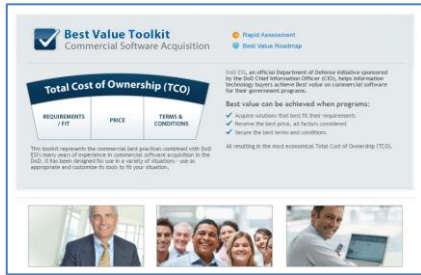 Best Value Toolkit
Commercial Software Acquisition
Rapid Assessment
Best Value Roadmap
Total Cost of Ownership (TCO)
REQUIREMENTS
/ FIT
PRICE
TERMS &
CONDITIONS
This toolkit represents the commercial best practices combined with DoD
ESI's many years of experience in commercial software acquisition in the
DoD. It has been designed for use in a variety of situations - use as
appropriate and customize its tools to fit your situation.
DoD ESI, an official Department of Defense initiative sponsored
by the DoD Chief Information Officer (CIO), helps information
technology buyers achieve Best value on commercial software
for their government programs.
Best value can be achieved when programs:
Acquire solutions that best fit their requirements
Receive the best price, all factors considered
Secure the best terms and conditions
All resulting in the most economical Total Cost of Ownership (TCO).